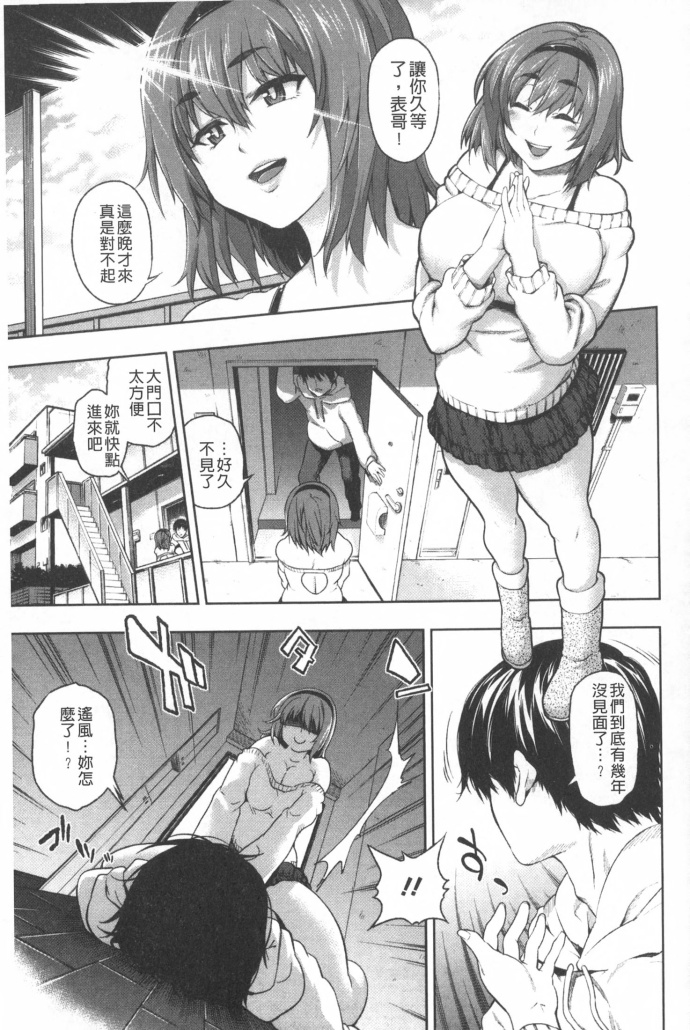 讓你久等
了，表哥！
這麼晚才來
真是對不起
…好久
不見了
大門口不
太方便
妳就快點
進來吧
我們到底有幾年
沒見面了…?
すっ
!!
遙風…妳怎
麼了!?